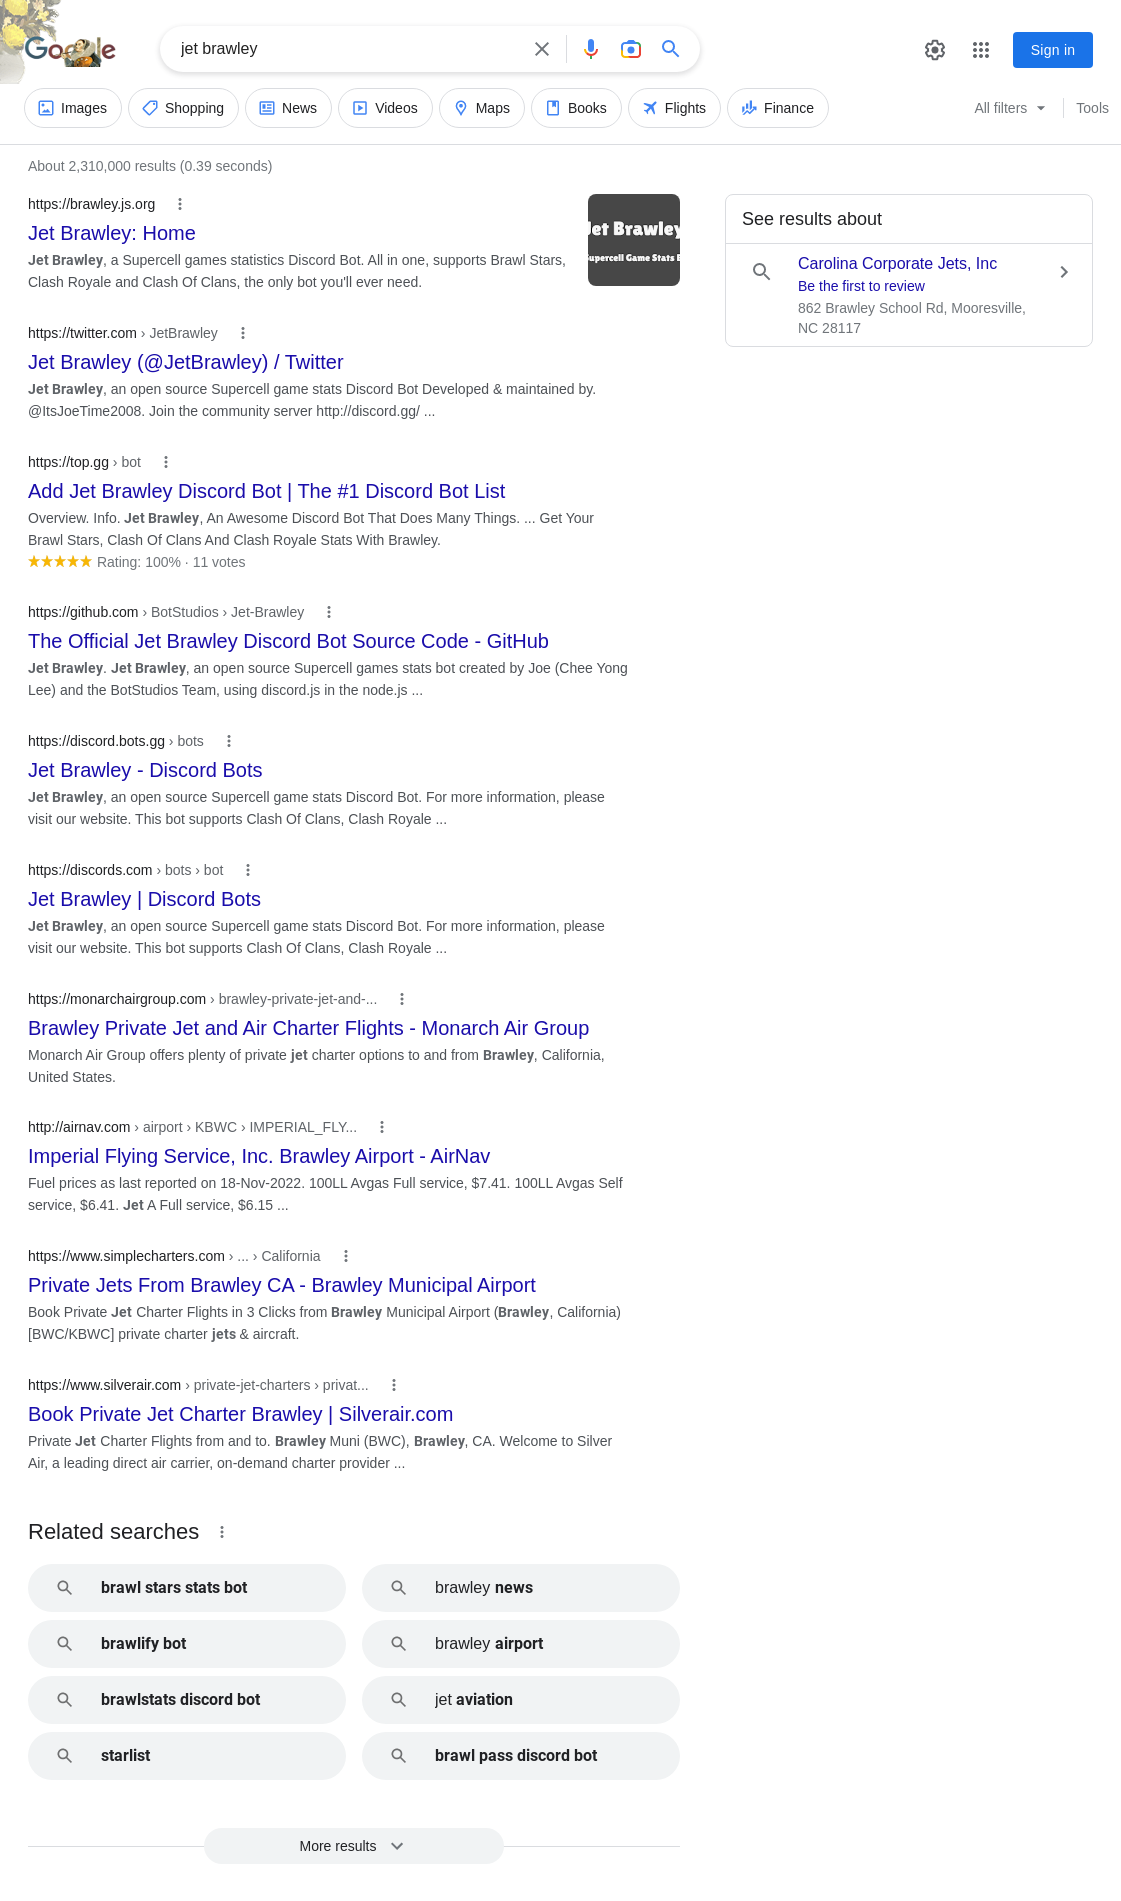 Google
jet brawley
Sign in
Images
Shopping
News
Videos
Maps
Books
Flights
Finance
All filters
Tools
About 2,310,000 results (0.39 seconds)
https://brawley.js.org
Jet Brawley: Home
Jet Brawley, a Supercell games statistics Discord Bot. All in one, supports Brawl Stars,
Clash Royale and Clash Of Clans, the only bot you'll ever need.
Jet Brawley
Supercell Game Stats
https://twitter.com › JetBrawley
Jet Brawley (@JetBrawley) / Twitter
Jet Brawley, an open source Supercell game stats Discord Bot Developed & maintained by.
@ItsJoeTime2008. Join the community server http://discord.gg/ ...
https://top.gg › bot
Add Jet Brawley Discord Bot | The #1 Discord Bot List
Overview. Info. Jet Brawley, An Awesome Discord Bot That Does Many Things. ... Get Your
Brawl Stars, Clash Of Clans And Clash Royale Stats With Brawley.
Rating: 100% · 11 votes
https://github.com › BotStudios › Jet-Brawley
The Official Jet Brawley Discord Bot Source Code - GitHub
Jet Brawley. Jet Brawley, an open source Supercell games stats bot created by Joe (Chee Yong
Lee) and the BotStudios Team, using discord.js in the node.js ...
https://discord.bots.gg › bots
Jet Brawley - Discord Bots
Jet Brawley, an open source Supercell game stats Discord Bot. For more information, please
visit our website. This bot supports Clash Of Clans, Clash Royale ...
https://discords.com › bots › bot
Jet Brawley | Discord Bots
Jet Brawley, an open source Supercell game stats Discord Bot. For more information, please
visit our website. This bot supports Clash Of Clans, Clash Royale ...
https://monarchairgroup.com › brawley-private-jet-and-...
Brawley Private Jet and Air Charter Flights - Monarch Air Group
Monarch Air Group offers plenty of private jet charter options to and from Brawley, California,
United States.
http://airnav.com › airport › KBWC › IMPERIAL_FLY...
Imperial Flying Service, Inc. Brawley Airport - AirNav
Fuel prices as last reported on 18-Nov-2022. 100LL Avgas Full service, $7.41. 100LL Avgas Self
service, $6.41. Jet A Full service, $6.15 ...
https://www.simplecharters.com › ... › California
Private Jets From Brawley CA - Brawley Municipal Airport
Book Private Jet Charter Flights in 3 Clicks from Brawley Municipal Airport (Brawley, California)
[BWC/KBWC] private charter jets & aircraft.
https://www.silverair.com › private-jet-charters › privat...
Book Private Jet Charter Brawley | Silverair.com
Private Jet Charter Flights from and to. Brawley Muni (BWC), Brawley, CA. Welcome to Silver
Air, a leading direct air carrier, on-demand charter provider ...
See results about
Carolina Corporate Jets, Inc
Be the first to review
862 Brawley School Rd, Mooresville,
NC 28117
Related searches
brawl stars stats bot
brawley news
brawlify bot
brawley airport
brawlstats discord bot
jet aviation
starlist
brawl pass discord bot
More results